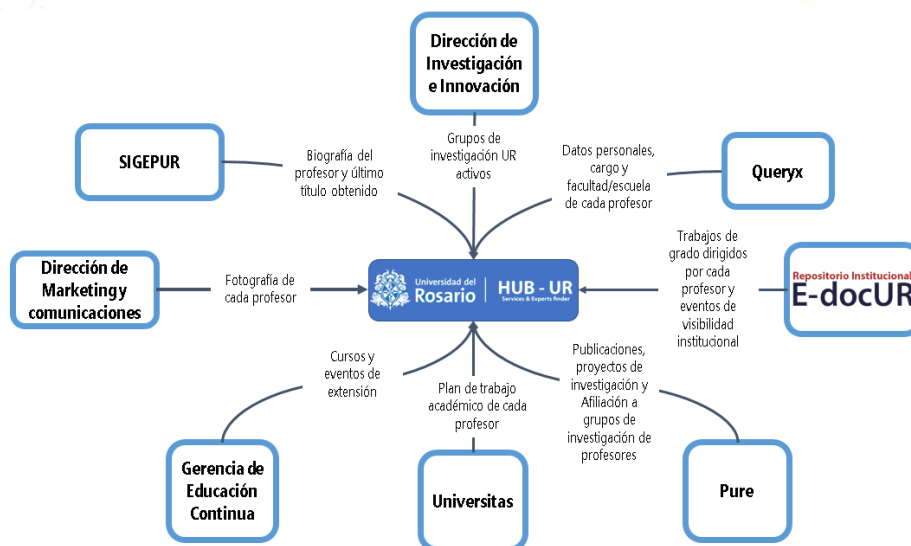 Dirección de
Investigación
e Innovación
Grupos de
investigación UR
activos
SIGEPUR
Biografía del
profesor y último
título obtenido
Datos personales,
cargo y
facultad/escuela
de cada profesor
Queryx
Dirección de
Marketing y
comunicaciones
Fotografía de
cada profesor
Universidad del
Rosario
HUB - UR
Services & Experts finder
Trabajos de
grado dirigidos
por cada
profesor y
eventos de
visibilidad
institucional
Repositorio Institucional
E-docUR
Cursos y
eventos de
extensión
Plan de trabajo
académico de cada
profesor
Publicaciones,
proyectos de
investigación y
Afiliación a
grupos de
investigación de
profesores
Gerencia de
Educación
Continua
Universitas
Pure